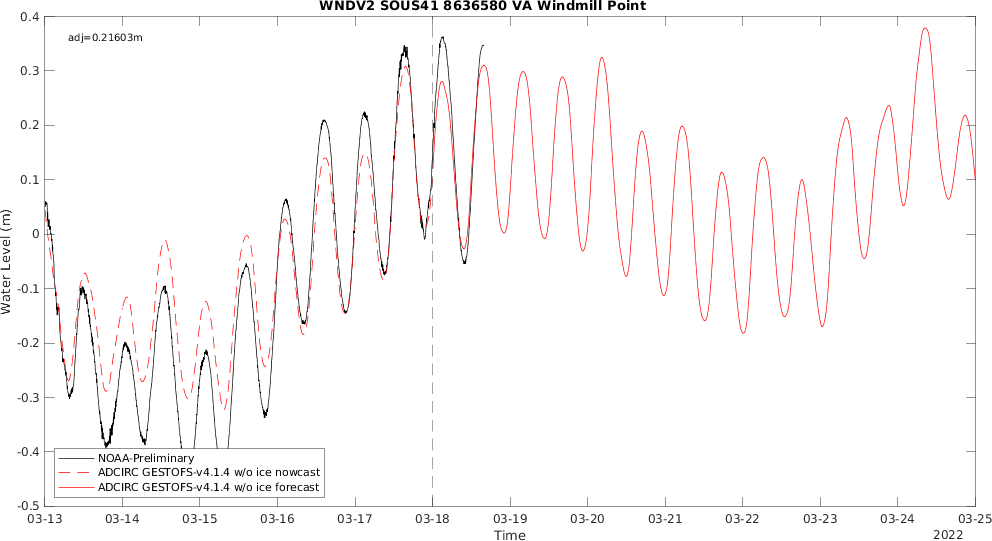 WNDV2 SOUS41 8636580 VA Windmill Point
adj=0.21603m
Water Level (m)
0.4
0.3
0.2
0.1
0
-0.1
-0.2
-0.3
-0.4
-0.5
NOAA-Preliminary
ADCIRC GESTOFS-v4.1.4 w/o ice nowcast
ADCIRC GESTOFS-v4.1.4 w/o ice forecast
03-13 03-14 03-15 03-16 03-17 03-18 03-19 03-20 03-21 03-22 03-23 03-24 03-25
Time
2022